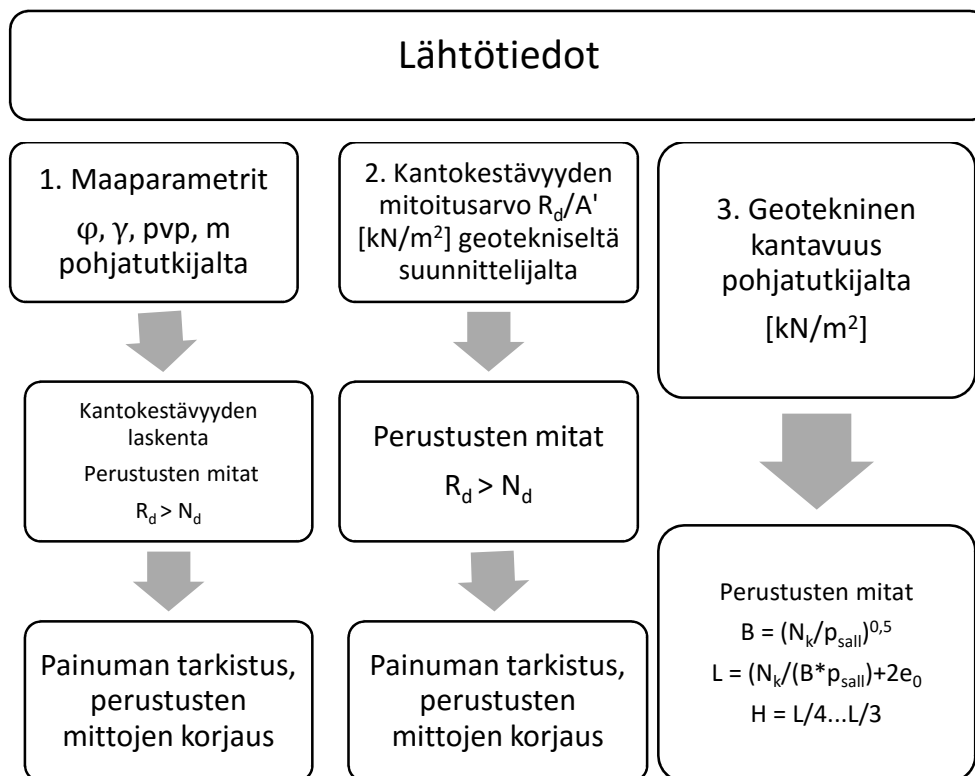 Lähtötiedot
1. Maaparametrit
φ, γ, pvp, m
pohjatutkijalta
2. Kantokestävyyden
mitoitusarvo R_d/A'
[kN/m²] geotekniseltä
suunnittelijalta
3. Geotekninen
kantavuus
pohjatutkijalta
[kN/m²]
Kantokestävyyden
laskenta
Perustusten mitat
R_d > N_d
Perustusten mitat
R_d > N_d
Perustusten mitat
B = (N_k/p_sall)^0,5
L = (N_k/(B*p_sall)+2e_0
H = L/4...L/3
Painuman tarkistus,
perustusten
mittojen korjaus
Painuman tarkistus,
perustusten
mittojen korjaus